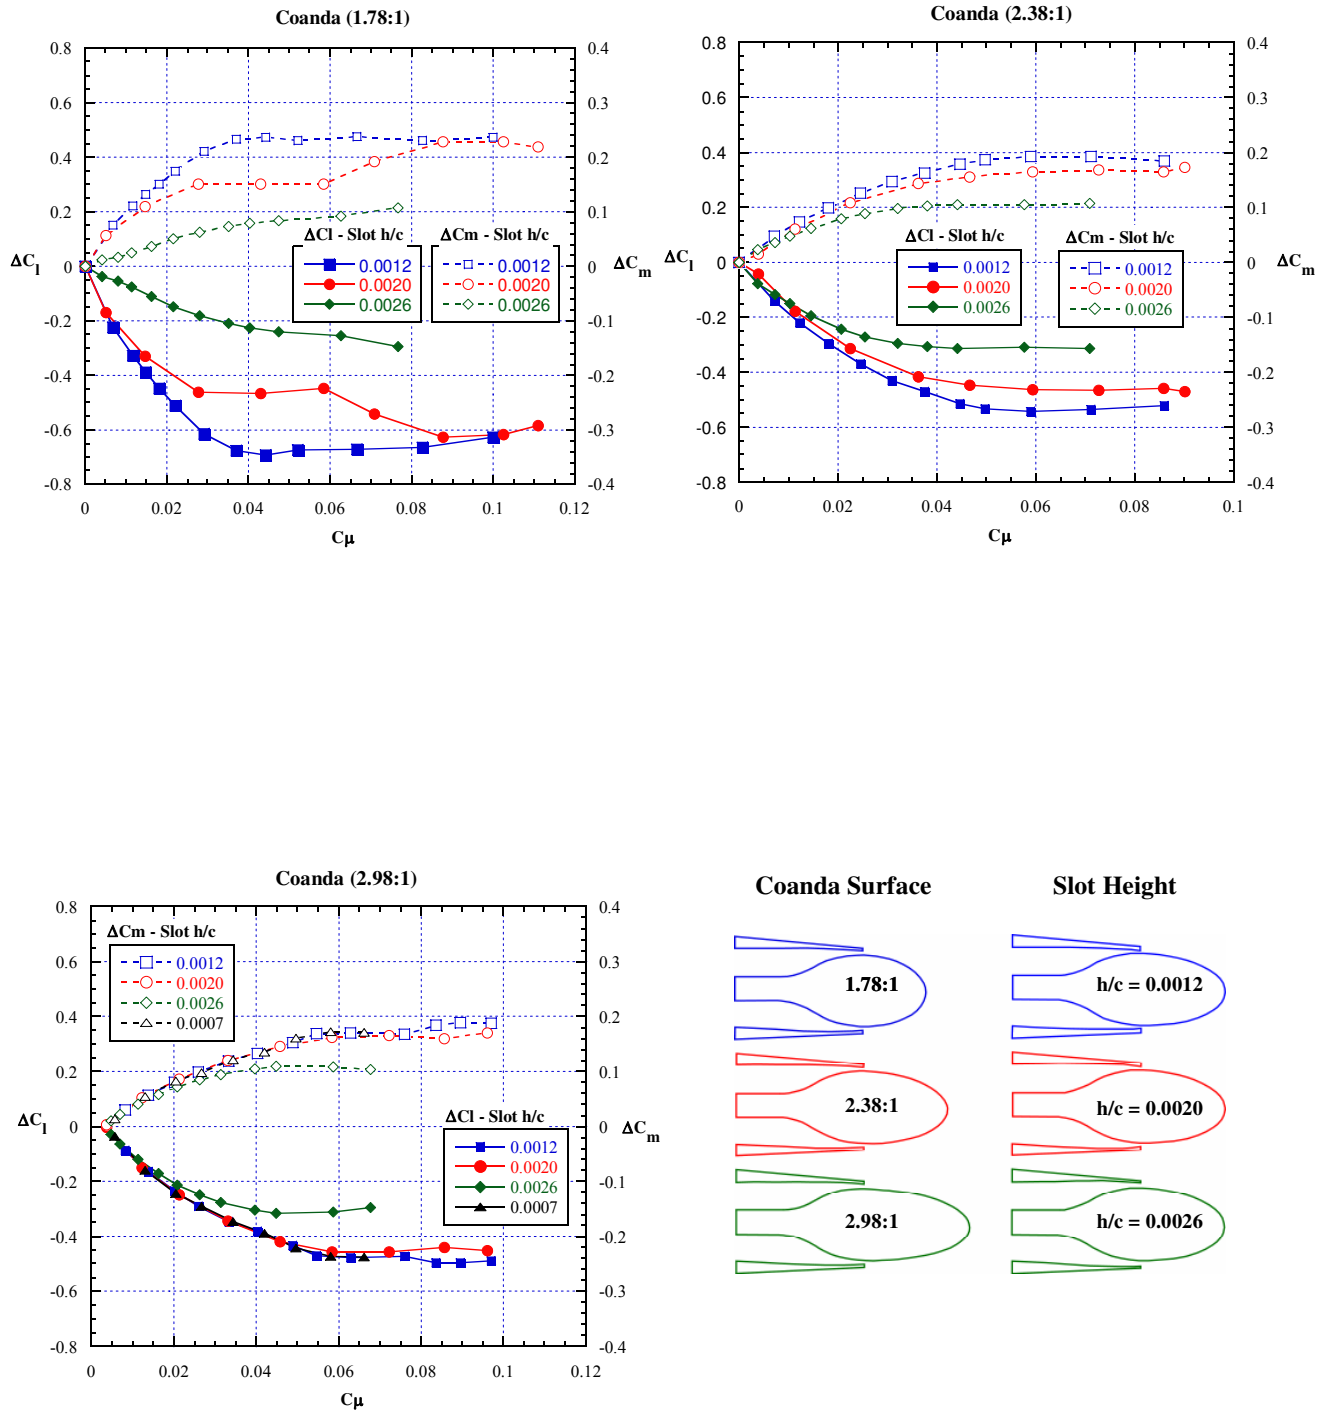 Coanda (1.78:1)
0.8
0.6
0.4
0.2
0
-0.2
-0.4
-0.6
-0.8
ΔCl
0.4
0.3
0.2
0.1
0
-0.1
-0.2
-0.3
-0.4
ΔCm
ΔCl - Slot h/c
0.0012
0.0020
0.0026
ΔCm - Slot h/c
0.0012
0.0020
0.0026
0 0.02 0.04 0.06 0.08 0.1 0.12
Cμ
Coanda (2.38:1)
0.8
0.6
0.4
0.2
0
-0.2
-0.4
-0.6
-0.8
ΔCl
0.4
0.3
0.2
0.1
0
-0.1
-0.2
-0.3
-0.4
ΔCm
ΔCl - Slot h/c
0.0012
0.0020
0.0026
ΔCm - Slot h/c
0.0012
0.0020
0.0026
0 0.02 0.04 0.06 0.08 0.1
Cμ
Coanda (2.98:1)
0.8
0.6
0.4
0.2
0
-0.2
-0.4
-0.6
-0.8
ΔCl
0.4
0.3
0.2
0.1
0
-0.1
-0.2
-0.3
-0.4
ΔCm
ΔCm - Slot h/c
0.0012
0.0020
0.0026
0.0007
ΔCl - Slot h/c
0.0012
0.0020
0.0026
0.0007
0 0.02 0.04 0.06 0.08 0.1 0.12
Cμ
Coanda Surface
1.78:1
2.38:1
2.98:1
Slot Height
h/c = 0.0012
h/c = 0.0020
h/c = 0.0026